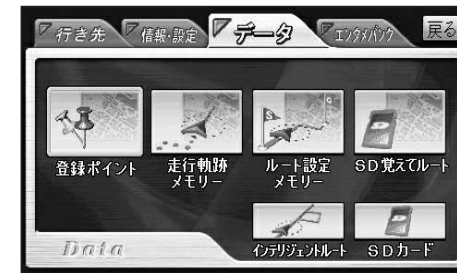 行き先 情報・設定 データ エンタメバンク 戻る
登録ポイント 走行軌跡 ルート設定 SD覚えてルート
メモリー メモリー
インテリジェントルート SDカード
Data